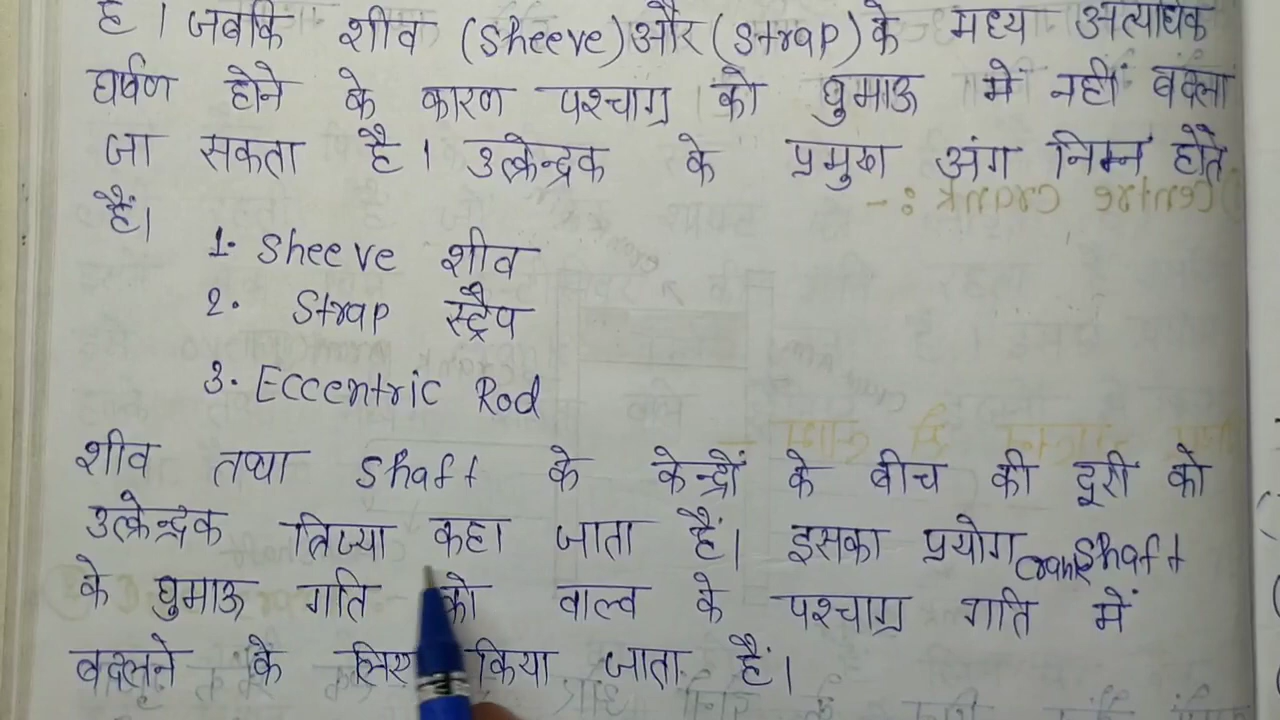 है। जबकि शीव (Sheeve) और (Strap) के मध्य अत्याधिक
घर्षण होने के कारण पश्चाग्र को घुमाऊ में नहीं बदला
जा सकता है। उत्केन्द्रक के प्रमुख अंग निम्न होते
हैं।
1. Sheeve शीव
2. Strap स्ट्रैप
3. Eccentric Rod
शीव तथा Shaft के केन्द्रों के बीच की दूरी को
उत्केन्द्रक त्रिज्या कहा जाता हैं। इसका प्रयोग Crank Shaft
के घुमाऊ गति को वाल्व के पश्चाग्र गति में
बदलने के लिए किया जाता हैं।